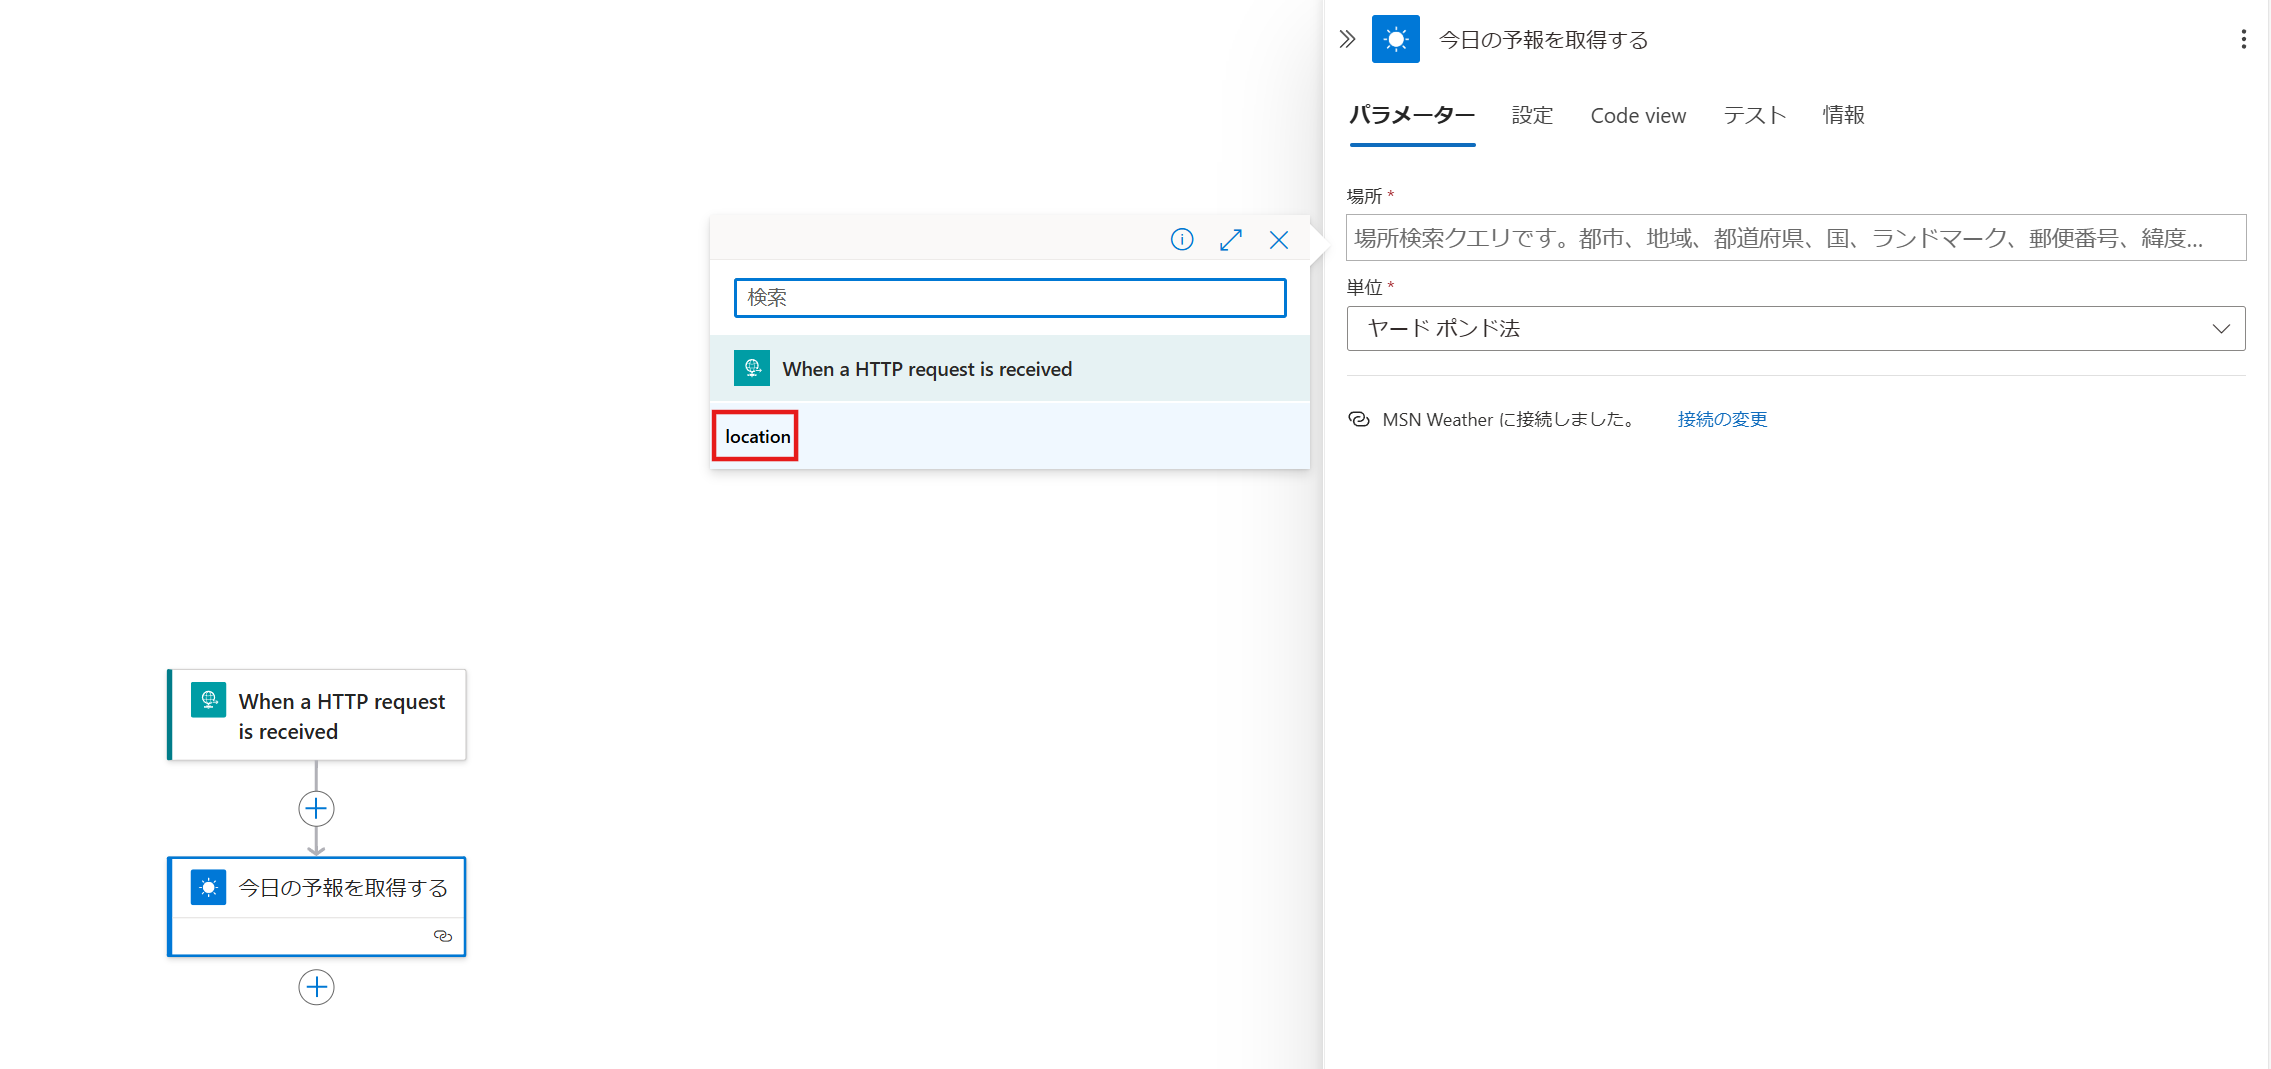 今日の予報を取得する
パラメーター 設定 Code view テスト 情報
場所 *
場所検索クエリです。都市、地域、都道府県、国、ランドマーク、郵便番号、緯度...
単位 *
ヤード ポンド法
MSN Weather に接続しました。 接続の変更
検索
When a HTTP request is received
location
When a HTTP request
is received
今日の予報を取得する